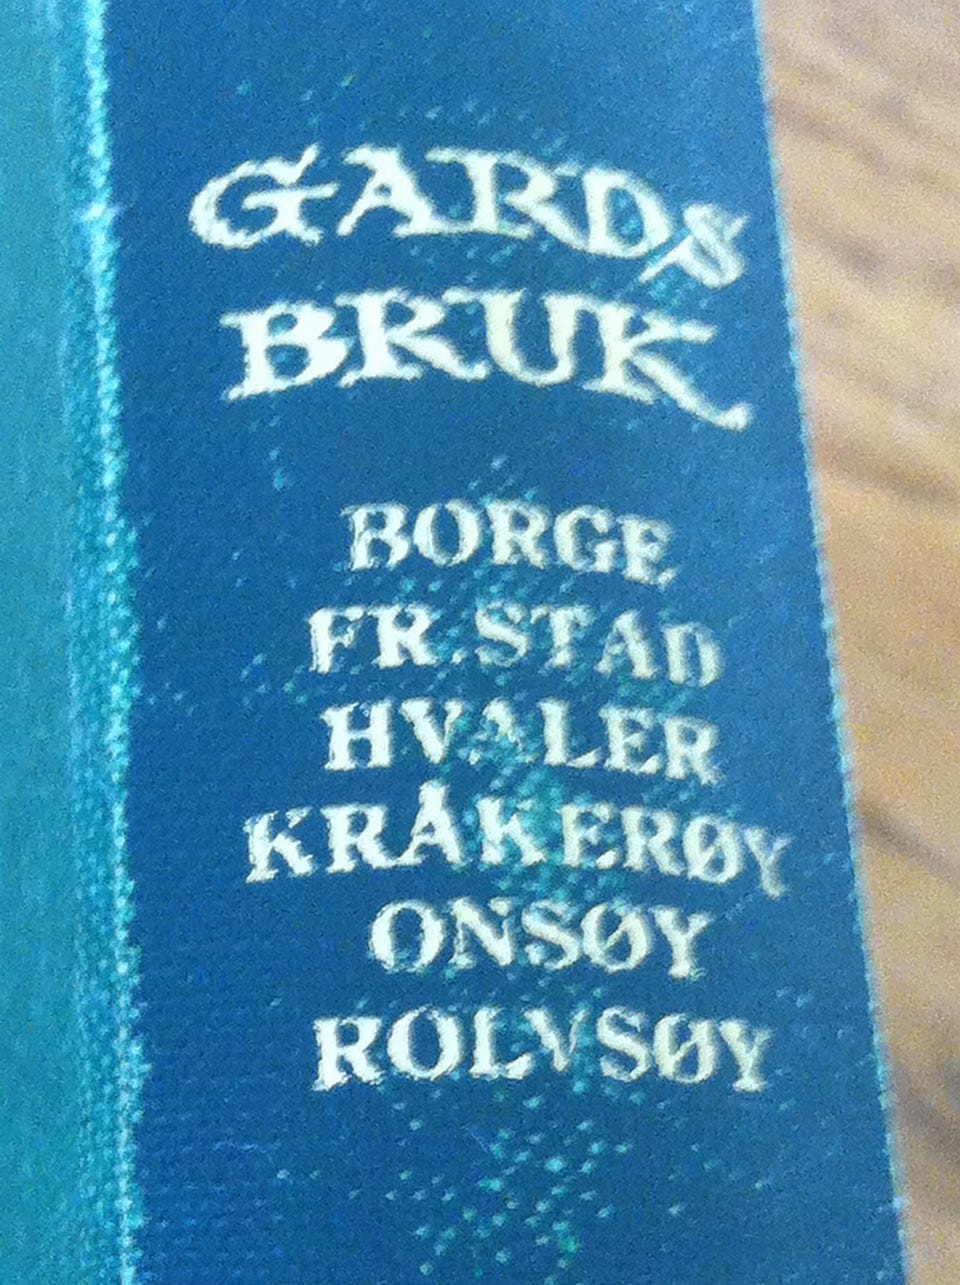 GARDS
BRUK
BORGE
FR.STAD
HVALER
KRÅKERØY
ONSØY
ROLVSØY